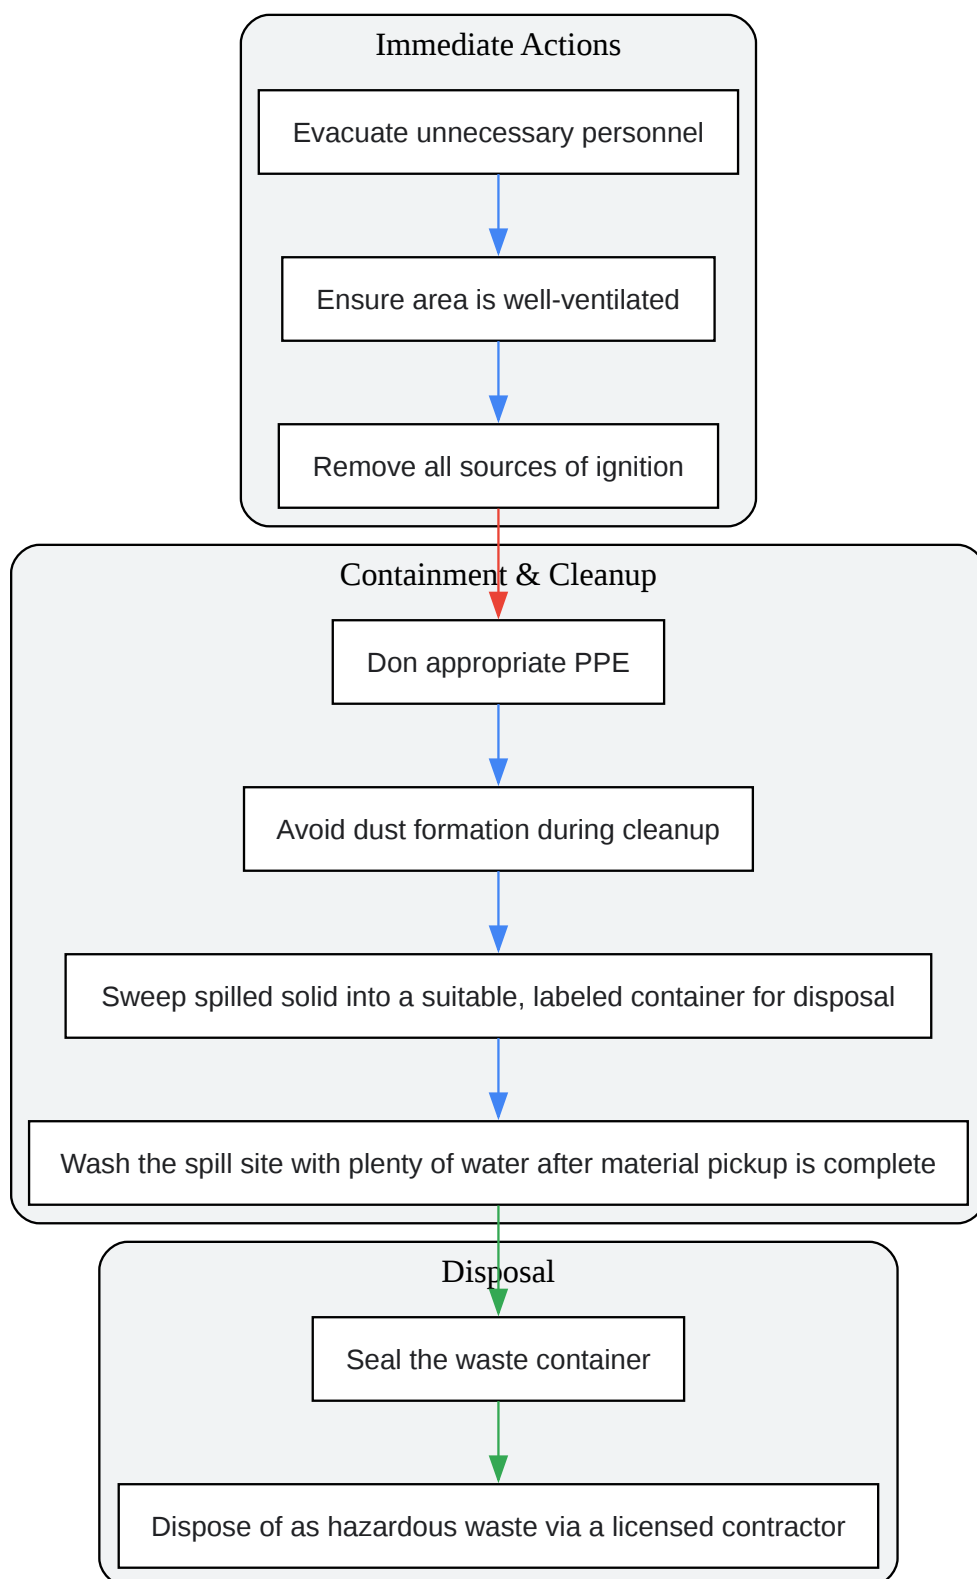 Immediate Actions
Evacuate unnecessary personnel
Ensure area is well-ventilated
Remove all sources of ignition
Containment & Cleanup
Don appropriate PPE
Avoid dust formation during cleanup
Sweep spilled solid into a suitable, labeled container for disposal
Wash the spill site with plenty of water after material pickup is complete
Disposal
Seal the waste container
Dispose of as hazardous waste via a licensed contractor